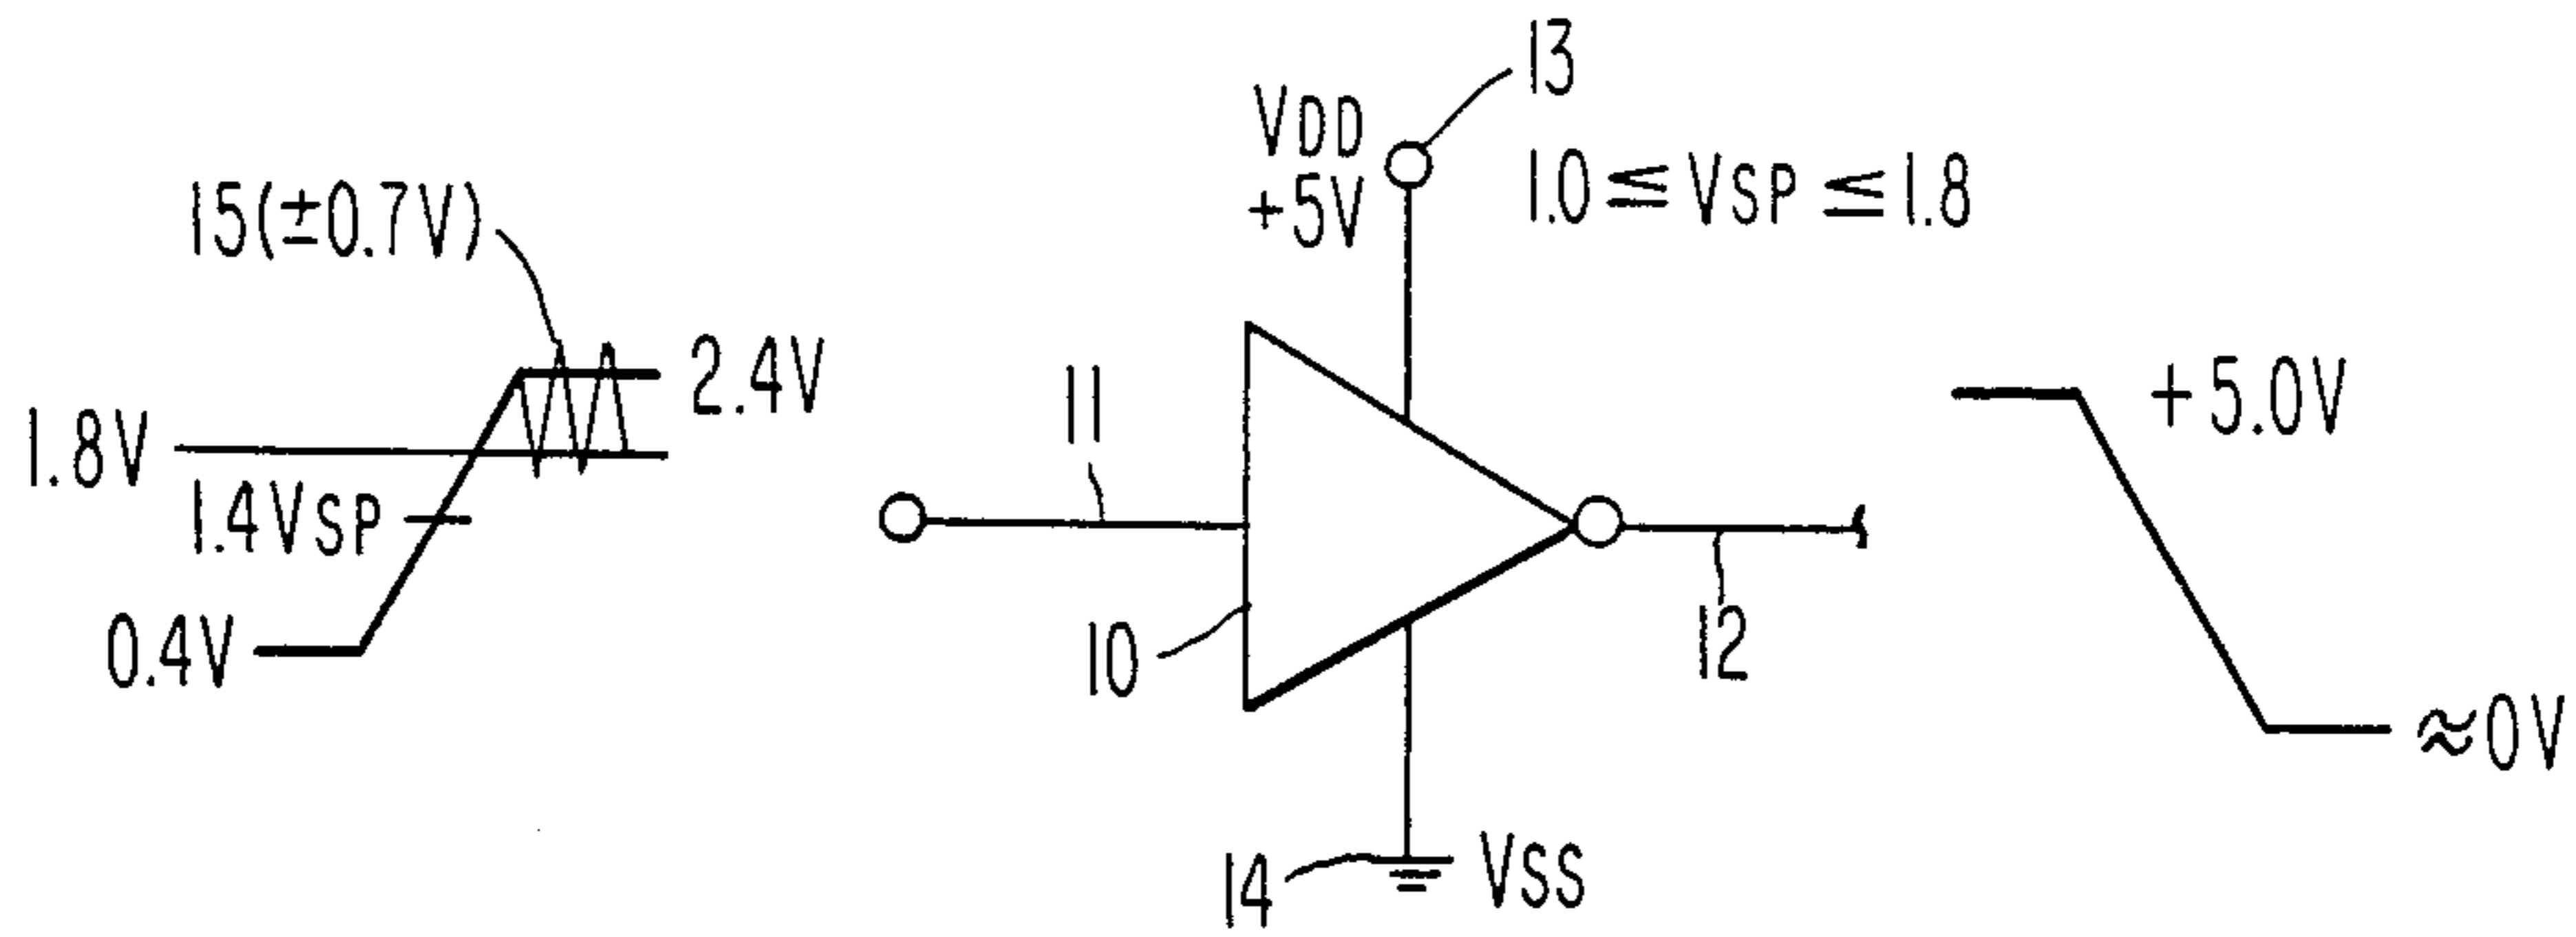 13
VDD
+5V
1.0 ≦ VSP ≦ 1.8
15(±0.7V)
2.4V
1.8V
1.4VSP
0.4V
11
10
12
+5.0V
≈0V
14
VSS